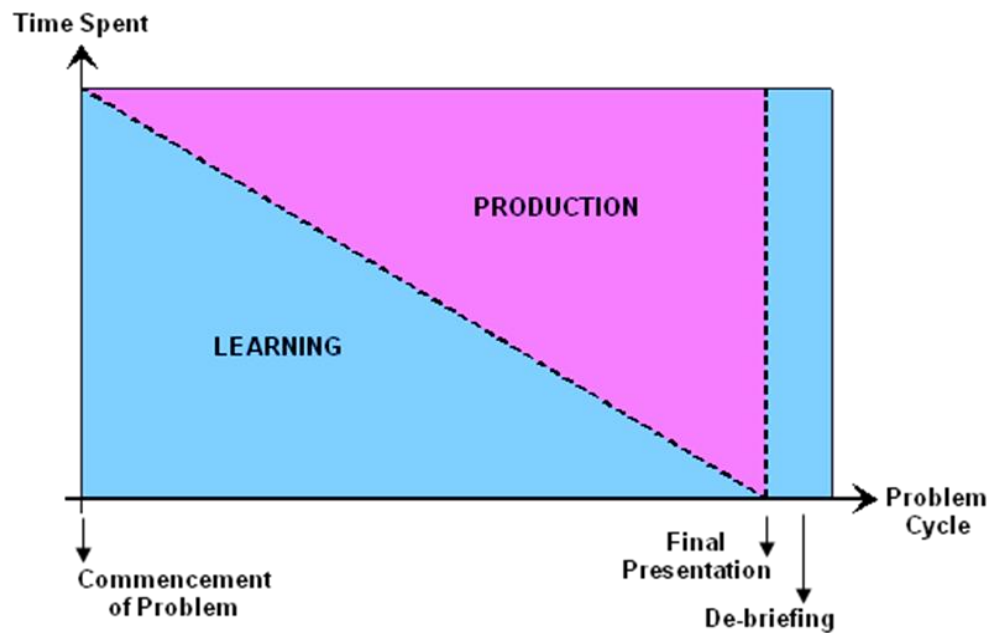 Time Spent
PRODUCTION
LEARNING
Problem
Cycle
Commencement
of Problem
Final
Presentation
De-briefing